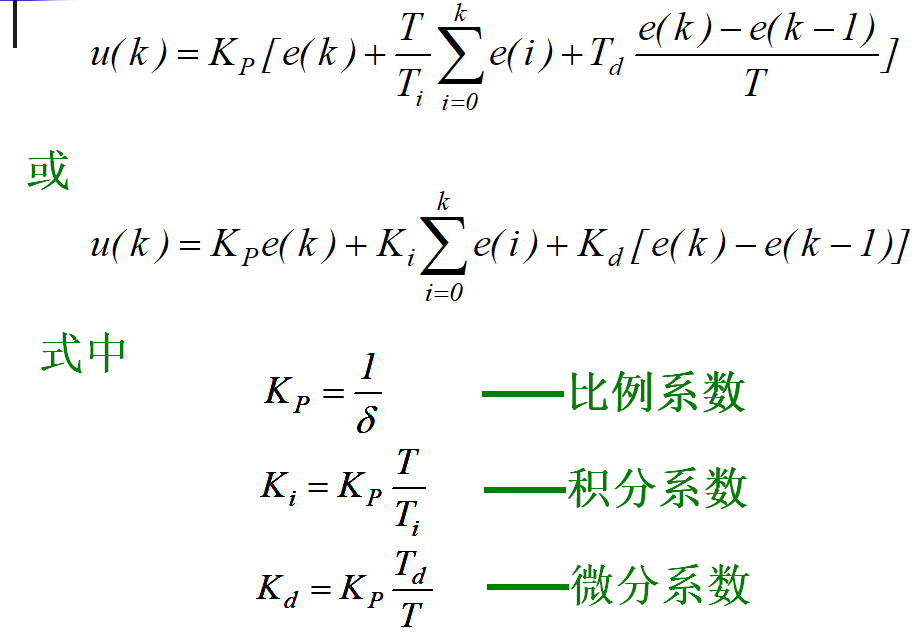 u(k) = K_P [e(k) + \frac{T}{T_i} \sum_{i=0}^{k} e(i) + T_d \frac{e(k) - e(k-1)}{T}]
或
u(k) = K_P e(k) + K_i \sum_{i=0}^{k} e(i) + K_d [e(k) - e(k-1)]
式中
K_P = \frac{1}{δ} ——比例系数
K_i = K_P \frac{T}{T_i} ——积分系数
K_d = K_P \frac{T_d}{T} ——微分系数